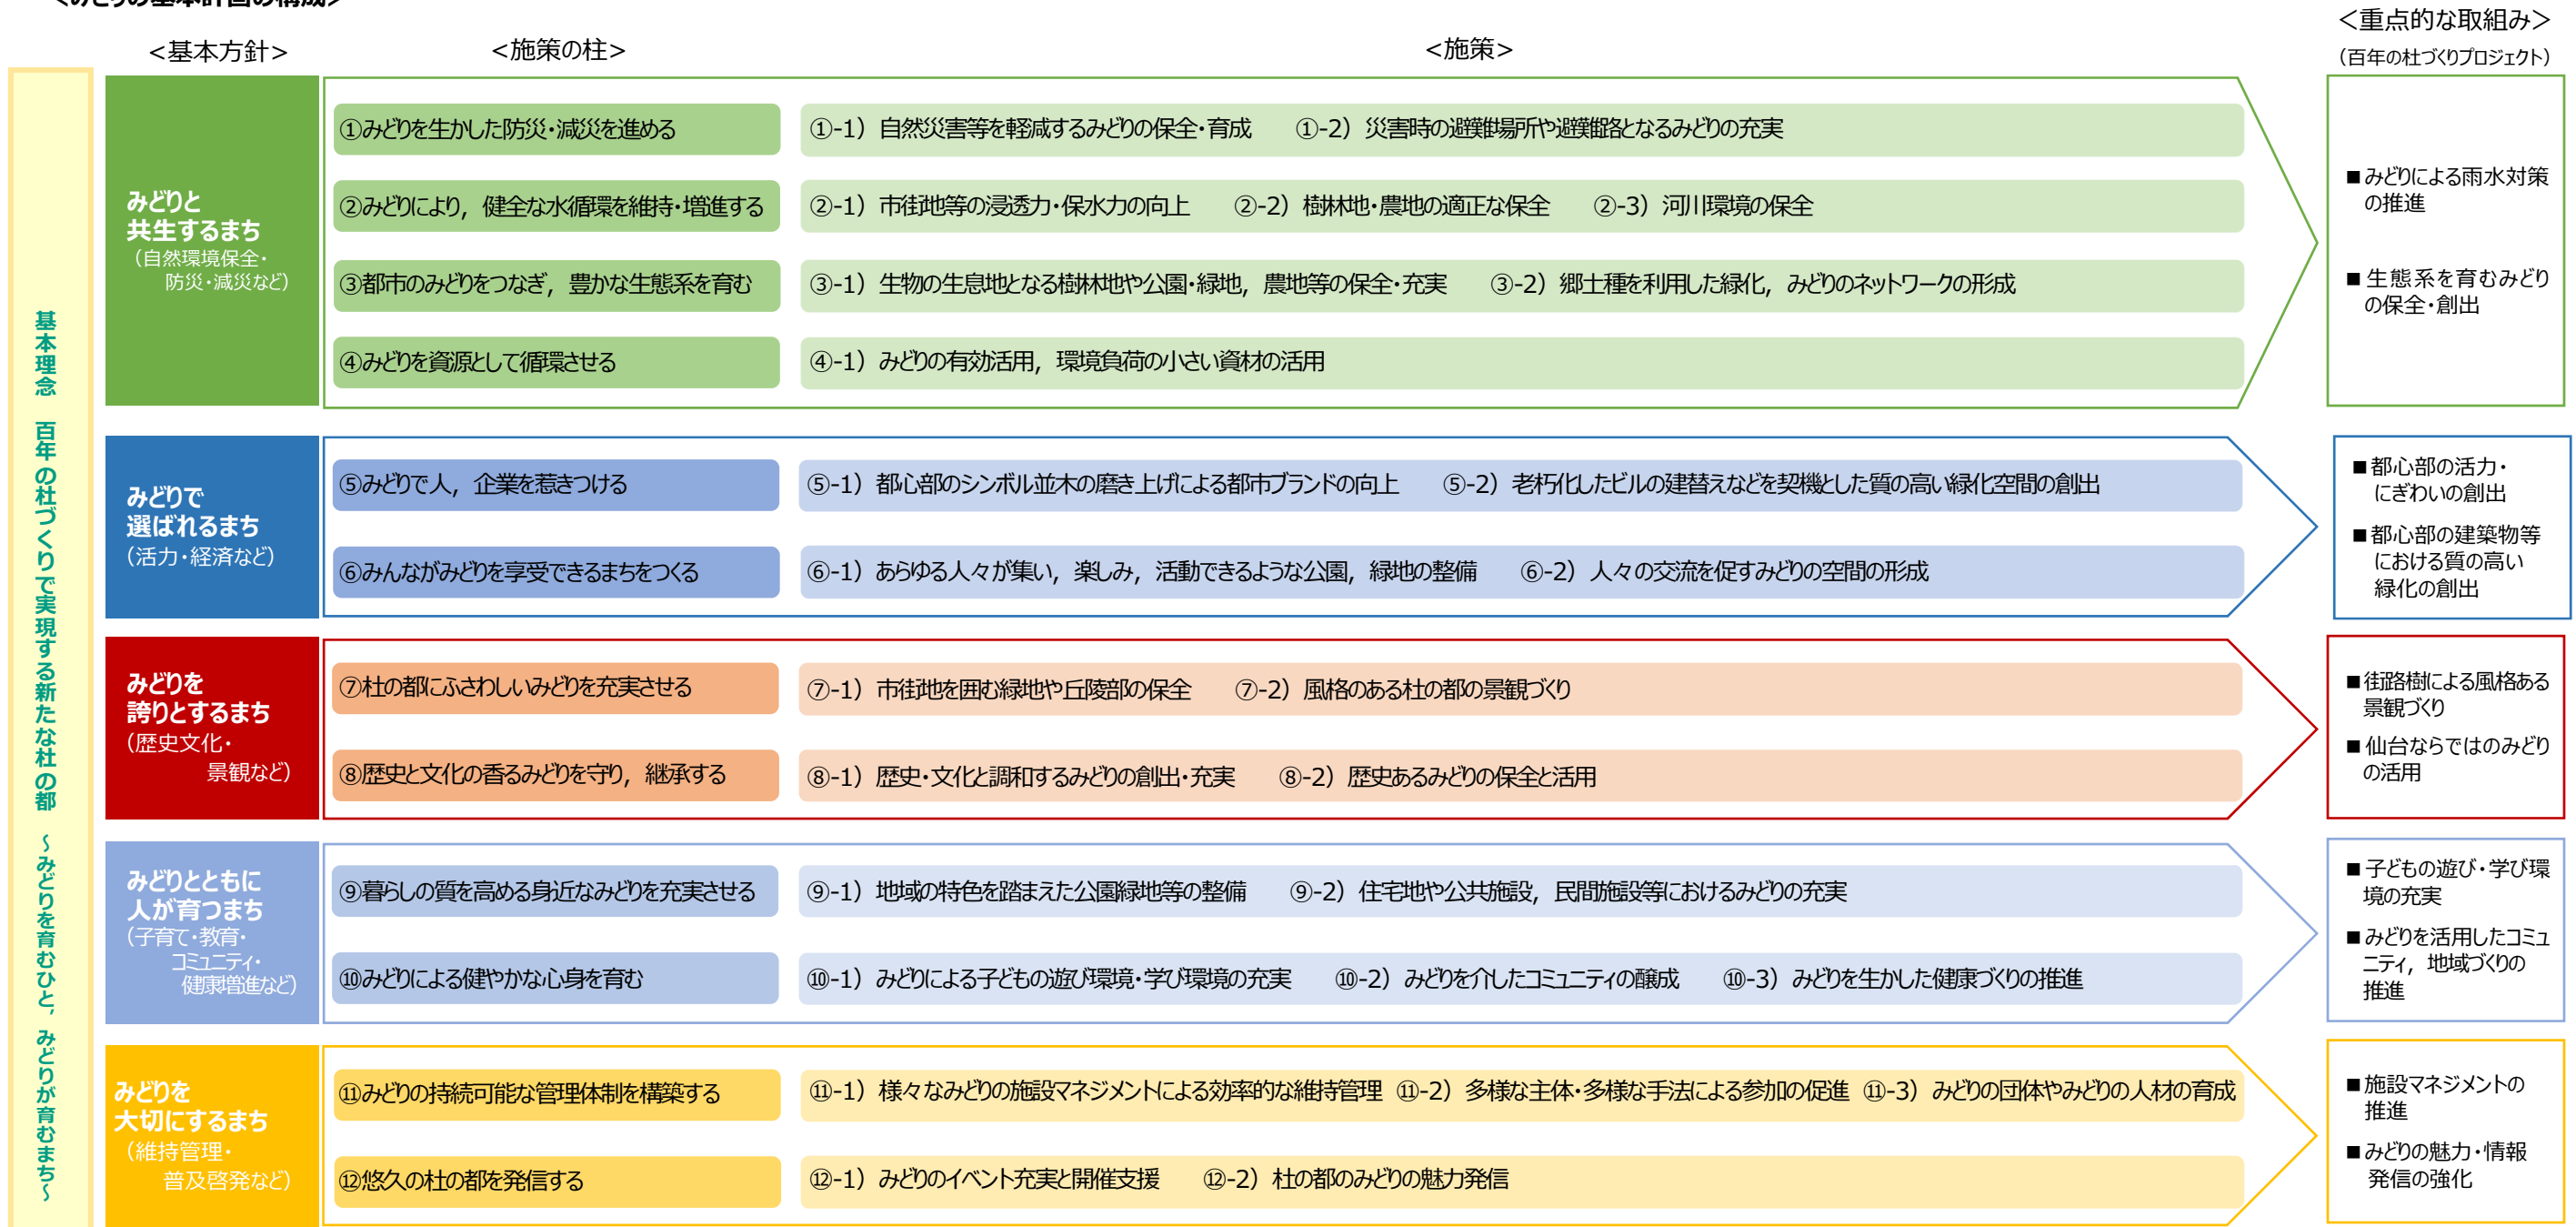 <みどりの基本計画の構成>
<基本方針>
<施策の柱>
<施策>
<重点的な取組み>
（百年の杜づくりプロジェクト）
基本理念　百年の杜づくりで実現する新たな杜の都　～みどりを育むひと，みどりが育むまち～
みどりと
共生するまち
（自然環境保全・
防災・減災など）
①みどりを生かした防災・減災を進める
①-1）自然災害等を軽減するみどりの保全・育成　①-2）災害時の避難場所や避難路となるみどりの充実
②みどりにより，健全な水循環を維持・増進する
②-1）市街地等の浸透力・保水力の向上　②-2）樹林地・農地の適正な保全　②-3）河川環境の保全
③都市のみどりをつなぎ，豊かな生態系を育む
③-1）生物の生息地となる樹林地や公園・緑地，農地等の保全・充実　③-2）郷土種を利用した緑化，みどりのネットワークの形成
④みどりを資源として循環させる
④-1）みどりの有効活用，環境負荷の小さい資材の活用
■みどりによる雨水対策
の推進
■生態系を育むみどり
の保全・創出
みどりで
選ばれるまち
（活力・経済など）
⑤みどりで人，企業を惹きつける
⑤-1）都心部のシンボル並木の磨き上げによる都市ブランドの向上　⑤-2）老朽化したビルの建替えなどを契機とした質の高い緑化空間の創出
⑥みんながみどりを享受できるまちをつくる
⑥-1）あらゆる人々が集い，楽しみ，活動できるような公園，緑地の整備　⑥-2）人々の交流を促すみどりの空間の形成
■都心部の活力・
にぎわいの創出
■都心部の建築物等
における質の高い
緑化の創出
みどりを
誇りとするまち
（歴史文化・
景観など）
⑦杜の都にふさわしいみどりを充実させる
⑦-1）市街地を囲む緑地や丘陵部の保全　⑦-2）風格のある杜の都の景観づくり
⑧歴史と文化の香るみどりを守り，継承する
⑧-1）歴史・文化と調和するみどりの創出・充実　⑧-2）歴史あるみどりの保全と活用
■街路樹による風格ある
景観づくり
■仙台ならではのみどり
の活用
みどりとともに
人が育つまち
（子育て・教育・
コミュニティ・
健康増進など）
⑨暮らしの質を高める身近なみどりを充実させる
⑨-1）地域の特色を踏まえた公園緑地等の整備　⑨-2）住宅地や公共施設，民間施設等におけるみどりの充実
⑩みどりによる健やかな心身を育む
⑩-1）みどりによる子どもの遊び環境・学び環境の充実　⑩-2）みどりを介したコミュニティの醸成　⑩-3）みどりを生かした健康づくりの推進
■子どもの遊び・学び環
境の充実
■みどりを活用したコミュ
ニティ，地域づくりの
推進
みどりを
大切にするまち
（維持管理・
普及啓発など）
⑪みどりの持続可能な管理体制を構築する
⑪-1）様々なみどりの施設マネジメントによる効率的な維持管理　⑪-2）多様な主体・多様な手法による参加の促進　⑪-3）みどりの団体やみどりの人材の育成
⑫悠久の杜の都を発信する
⑫-1）みどりのイベント充実と開催支援　⑫-2）杜の都のみどりの魅力発信
■施設マネジメントの
推進
■みどりの魅力・情報
発信の強化